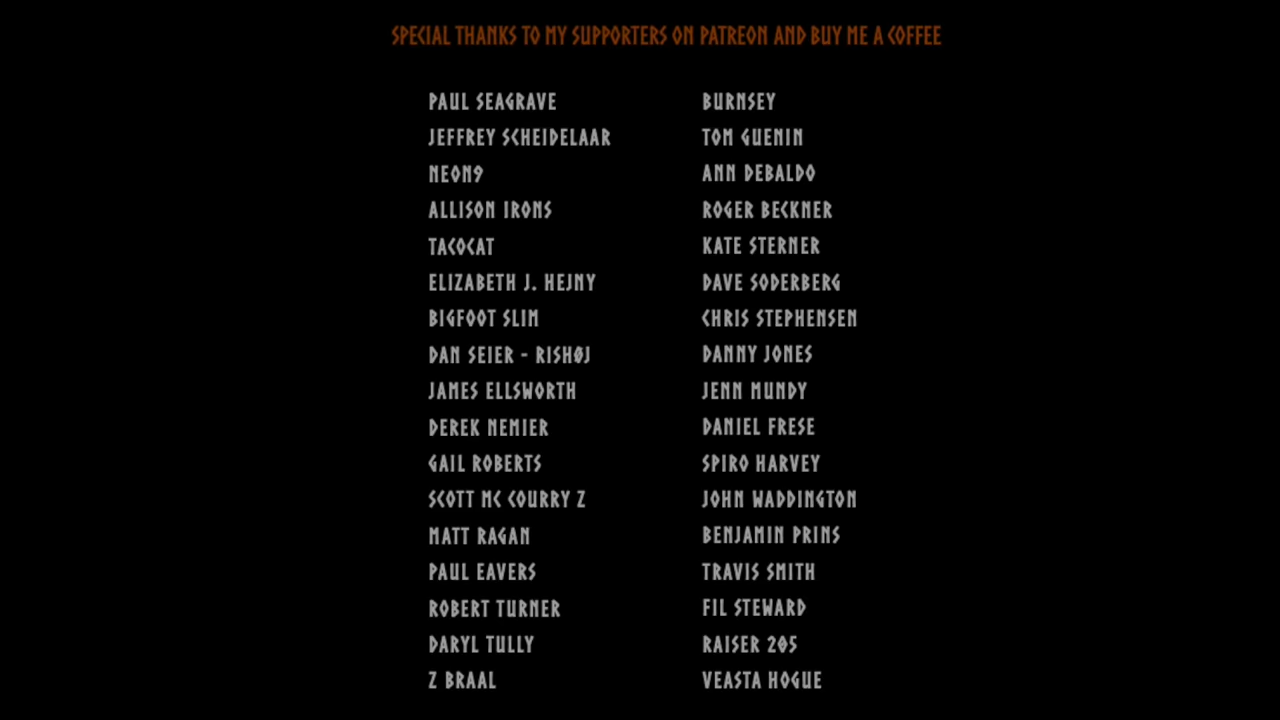 SPECIAL THANKS TO MY SUPPORTERS ON PATREON AND BUY ME A COFFEE
PAUL SEAGRAVE
JEFFREY SCHEIDELAAR
NEON9
ALLISON IRONS
TACOCAT
ELIZABETH J. HEJNY
BIGFOOT SLIM
DAN SEIER - RISHØJ
JAMES ELLSWORTH
DEREK NEMIER
GAIL ROBERTS
SCOTT MC COURRY Z
MATT RAGAN
PAUL EAVERS
ROBERT TURNER
DARYL TULLY
Z BRAAL
BURNSEY
TOM GUENIN
ANN DEBALDO
ROGER BECKNER
KATE STERNER
DAVE SODERBERG
CHRIS STEPHENSEN
DANNY JONES
JENN MUNDY
DANIEL FRESE
SPIRO HARVEY
JOHN WADDINGTON
BENJAMIN PRINS
TRAVIS SMITH
FIL STEWARD
RAISER 205
VEASTA HOGUE